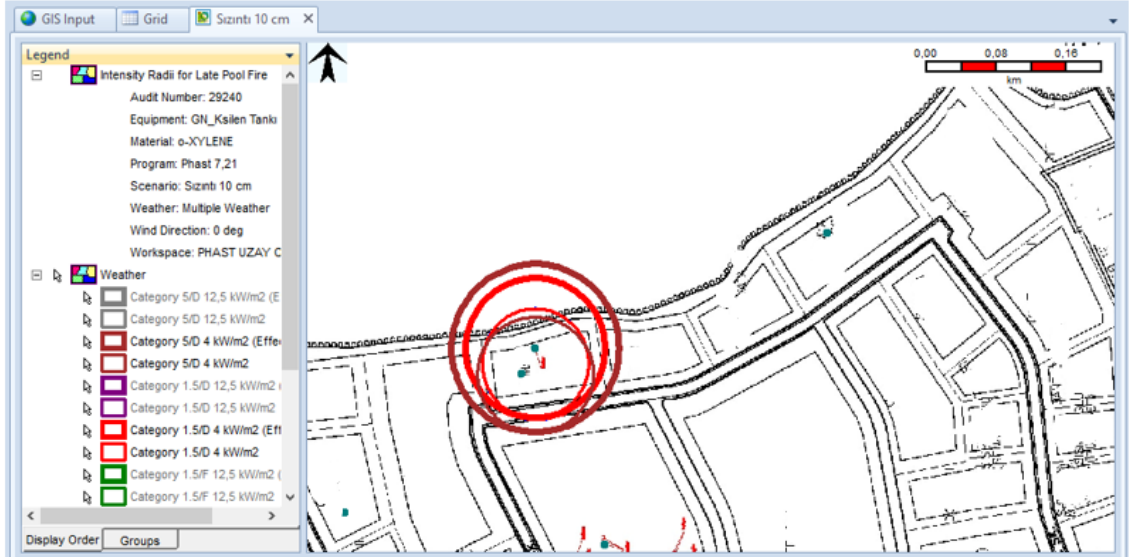 GIS Input Grid Sızıntı 10 cm
Legend
Intensity Radii for Late Pool Fire
Audit Number: 29240
Equipment: GN_Ksilen Tankı
Material: o-XYLENE
Program: Phast 7,21
Scenario: Sızıntı 10 cm
Weather: Multiple Weather
Wind Direction: 0 deg
Workspace: PHAST UZAY C
Weather
Category 5/D 12,5 kW/m2 (E
Category 5/D 12,5 kW/m2
Category 5/D 4 kW/m2 (Effe
Category 5/D 4 kW/m2
Category 1.5/D 12,5 kW/m2 (
Category 1.5/D 12,5 kW/m2
Category 1.5/D 4 kW/m2 (Eff
Category 1.5/D 4 kW/m2
Category 1.5/F 12,5 kW/m2 (
Category 1.5/F 12,5 kW/m2
Display Order Groups
0,00 0,08 0,16
km